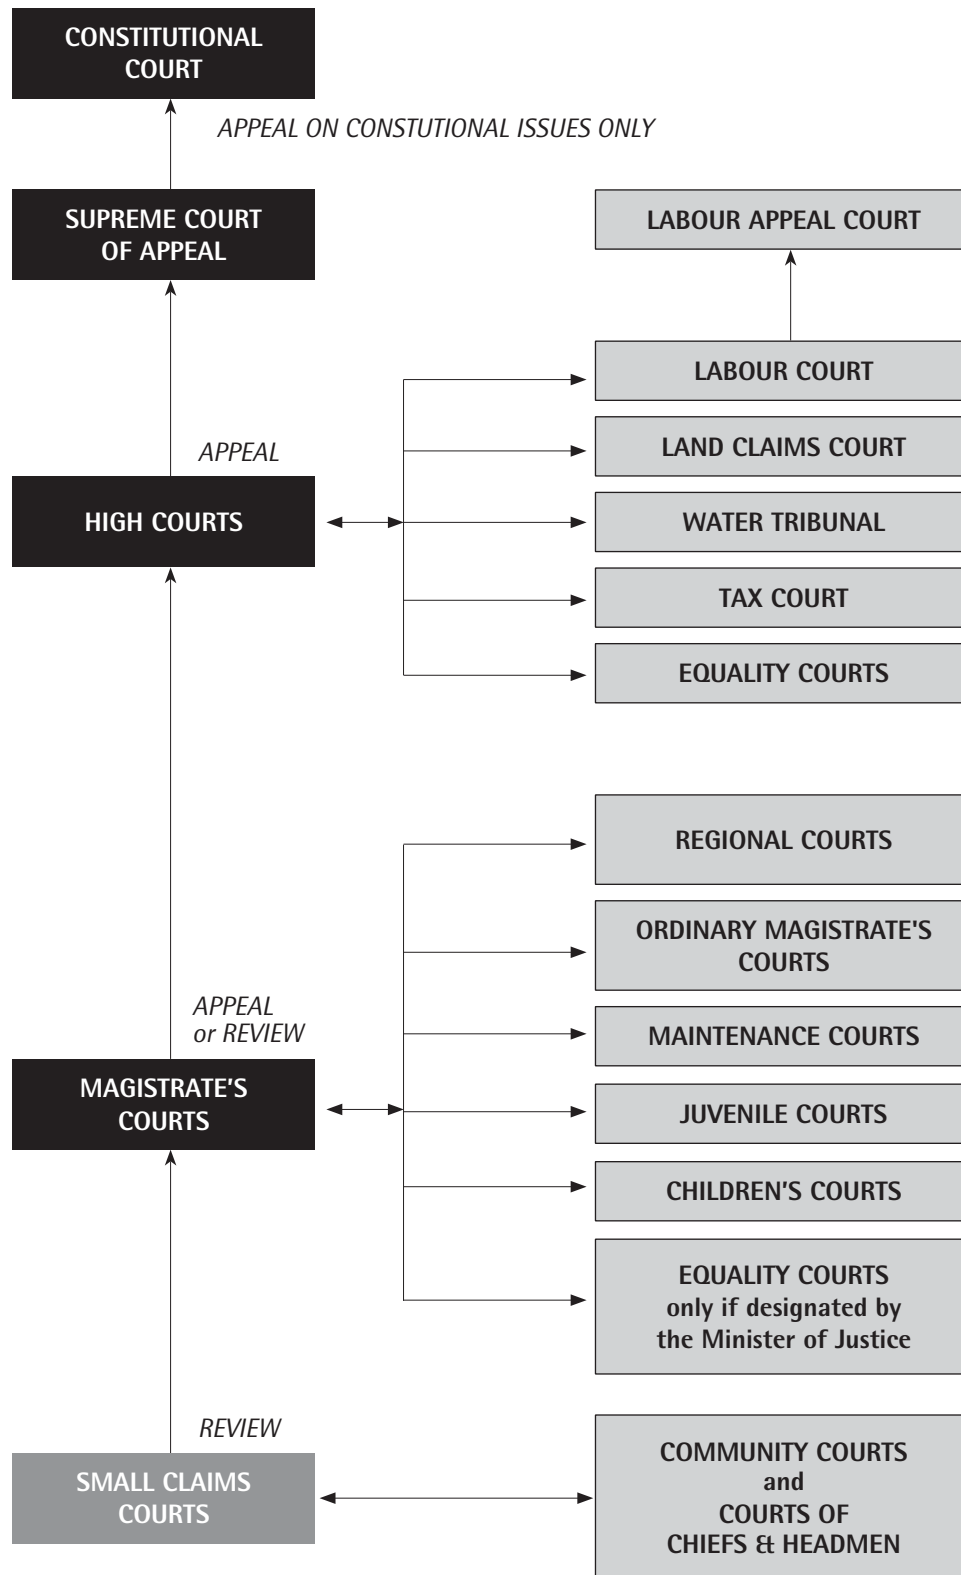 CONSTITUTIONAL
COURT
APPEAL ON CONSTUTIONAL ISSUES ONLY
SUPREME COURT
OF APPEAL
LABOUR APPEAL COURT
LABOUR COURT
LAND CLAIMS COURT
APPEAL
HIGH COURTS
WATER TRIBUNAL
TAX COURT
EQUALITY COURTS
REGIONAL COURTS
ORDINARY MAGISTRATE'S
COURTS
APPEAL
or REVIEW
MAINTENANCE COURTS
MAGISTRATE'S
COURTS
JUVENILE COURTS
CHILDREN'S COURTS
EQUALITY COURTS
only if designated by
the Minister of Justice
REVIEW
SMALL CLAIMS
COURTS
COMMUNITY COURTS
and
COURTS OF
CHIEFS & HEADMEN